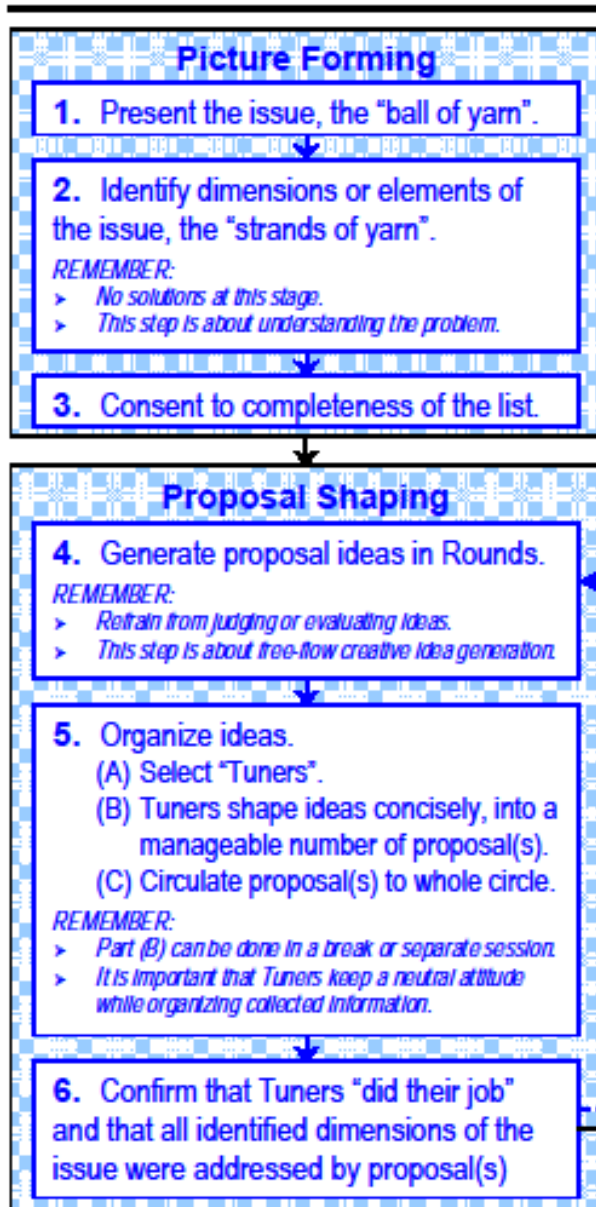 Picture Forming
1. Present the issue, the “ball of yarn”.
2. Identify dimensions or elements of
the issue, the “strands of yarn”.
REMEMBER:
➢ No solutions at this stage.
➢ This step is about understanding the problem.
3. Consent to completeness of the list.
Proposal Shaping
4. Generate proposal ideas in Rounds.
REMEMBER:
➢ Refrain from judging or evaluating ideas.
➢ This step is about free-flow creative idea generation.
5. Organize ideas.
(A) Select “Tuners”.
(B) Tuners shape ideas concisely, into a
manageable number of proposal(s).
(C) Circulate proposal(s) to whole circle.
REMEMBER:
➢ Part (B) can be done in a break or separate session.
➢ It is important that Tuners keep a neutral attitude
while organizing collected information.
6. Confirm that Tuners “did their job”
and that all identified dimensions of the
issue were addressed by proposal(s)